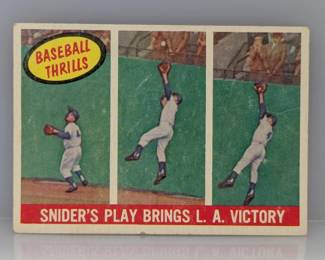 BASEBALL
THRILLS
SNIDER'S PLAY BRINGS L. A. VICTORY